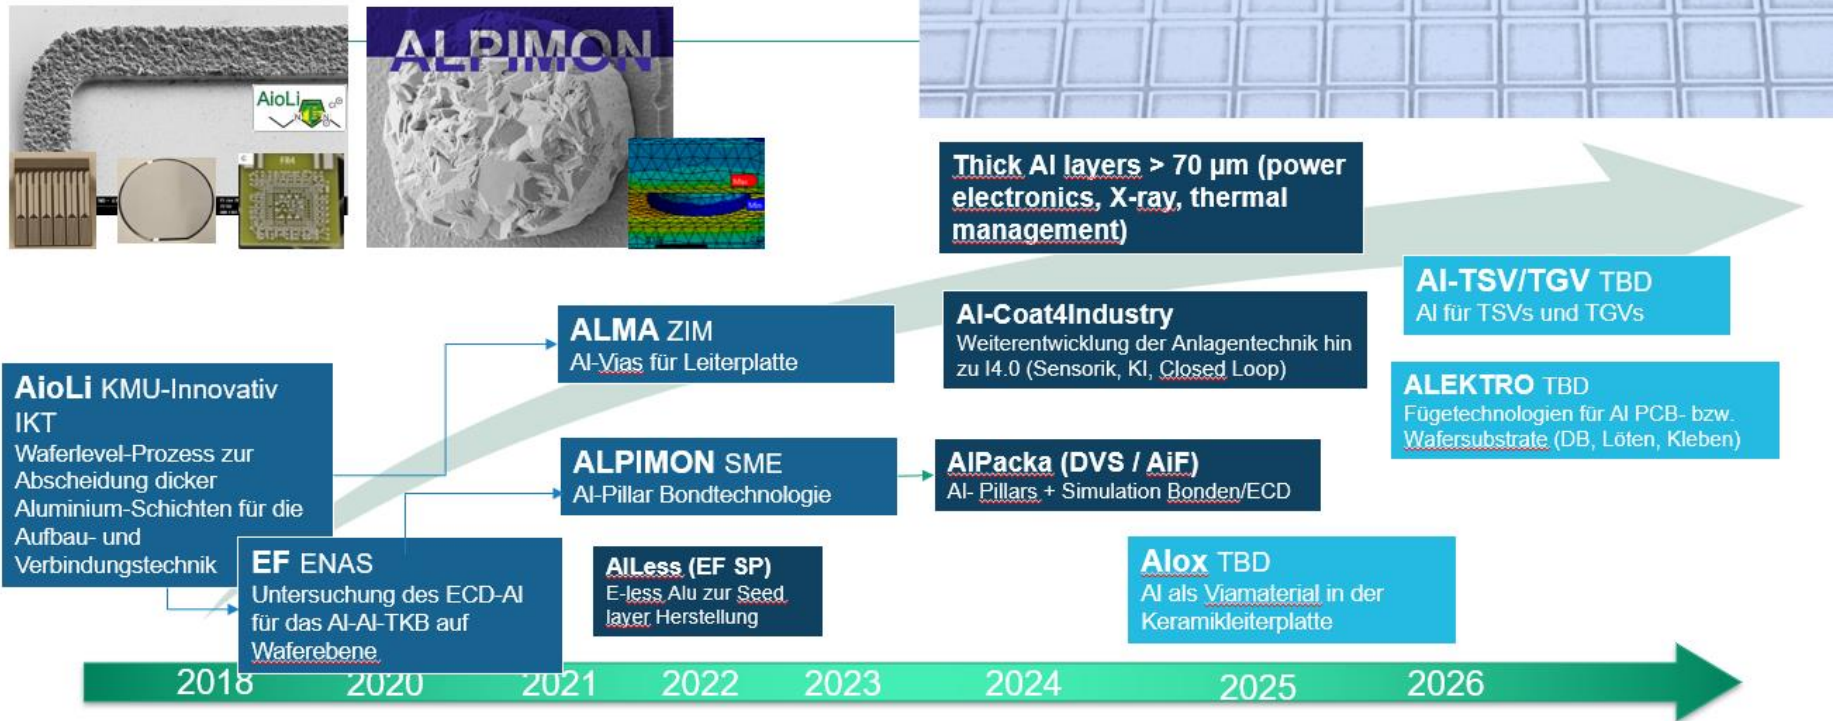 AioLi
N
N
FR4
ALPIMON
Max
Min
Thick Al layers > 70 µm (power
electronics, X-ray, thermal
management)
Al-TSV/TGV TBD
Al für TSVs und TGVs
ALMA ZIM
Al-Vias für Leiterplatte
Al-Coat4Industry
Weiterentwicklung der Anlagentechnik hin
zu I4.0 (Sensorik, KI, Closed Loop)
AioLi KMU-Innovativ
IKT
Waferlevel-Prozess zur
Abscheidung dicker
Aluminium-Schichten für die
Aufbau- und
Verbindungstechnik
ALEKTRO TBD
Fügetechnologien für Al PCB- bzw.
Wafersubstrate (DB, Löten, Kleben)
ALPIMON SME
Al-Pillar Bondtechnologie
AlPacka (DVS / AiF)
Al- Pillars + Simulation Bonden/ECD
EF ENAS
Untersuchung des ECD-Al
für das Al-Al-TKB auf
Waferebene
AlLess (EF SP)
E-less Alu zur Seed
layer Herstellung
Alox TBD
Al als Viamaterial in der
Keramikleiterplatte
2018 2020 2021 2022 2023 2024 2025 2026